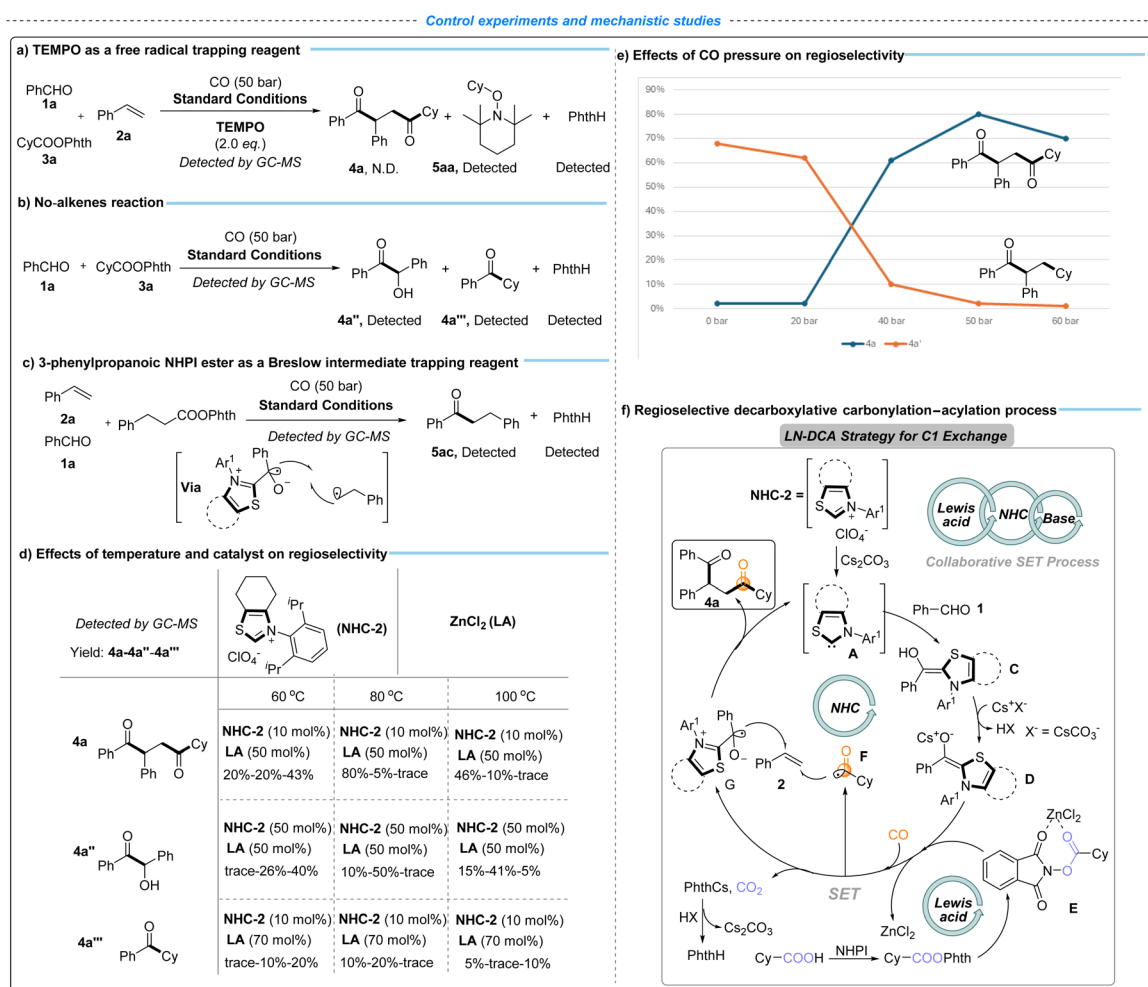 Control experiments and mechanistic studies
a) TEMPO as a free radical trapping reagent
PhCHO
1a
+
Ph
2a
CyCOOPhth
3a
CO (50 bar)
Standard Conditions
TEMPO
(2.0 eq.)
Detected by GC-MS
O
Ph
Cy
Ph
O
4a, N.D.
+
Cy
O
N
5aa, Detected
+
PhthH
Detected
b) No-alkenes reaction
PhCHO
1a
+
CyCOOPhth
3a
CO (50 bar)
Standard Conditions
Detected by GC-MS
O
Ph
Ph
OH
4a'', Detected
+
O
Ph
Cy
4a''', Detected
+
PhthH
Detected
c) 3-phenylpropanoic NHPI ester as a Breslow intermediate trapping reagent
Ph
2a
PhCHO
1a
+
Ph
COOPhth
CO (50 bar)
Standard Conditions
Detected by GC-MS
O
Ph
Ph
5ac, Detected
+
PhthH
Detected
Via
Ar1
N+
S
Ph
O−
Ph
d) Effects of temperature and catalyst on regioselectivity
Detected by GC-MS
Yield: 4a-4a''-4a'''
S
N
+
iPr
iPr
ClO4−
(NHC-2)
ZnCl2 (LA)
60 oC
80 oC
100 oC
4a
O
Ph
Cy
Ph
O
NHC-2 (10 mol%)
LA (50 mol%)
20%-20%-43%
NHC-2 (10 mol%)
LA (50 mol%)
80%-5%-trace
NHC-2 (10 mol%)
LA (50 mol%)
46%-10%-trace
4a''
O
Ph
Ph
OH
NHC-2 (50 mol%)
LA (50 mol%)
trace-26%-40%
NHC-2 (50 mol%)
LA (50 mol%)
10%-50%-trace
NHC-2 (50 mol%)
LA (50 mol%)
15%-41%-5%
4a'''
O
Ph
Cy
NHC-2 (10 mol%)
LA (70 mol%)
trace-10%-20%
NHC-2 (10 mol%)
LA (70 mol%)
10%-20%-trace
NHC-2 (10 mol%)
LA (70 mol%)
5%-trace-10%
e) Effects of CO pressure on regioselectivity
90%
80%
70%
60%
50%
40%
30%
20%
10%
0%
0 bar
20 bar
40 bar
50 bar
60 bar
4a
4a'
O
Ph
Cy
Ph
O
O
Ph
Cy
Ph
f) Regioselective decarboxylative carbonylation–acylation process
LN-DCA Strategy for C1 Exchange
NHC-2 =
S
N
+
Ar1
ClO4−
Cs2CO3
Lewis
acid
NHC
Base
Collaborative SET Process
Ph
O
O
Ph
Cy
4a
S
N
Ar1
A
Ph
CHO
1
HO
S
Ph
N
Ar1
C
Cs+X−
HX
X− = CsCO3−
Cs+O−
S
Ph
N
Ar1
D
NHC
Ar1
N+
Ph
O−
S
G
Ph
2
F
O
Cy
CO
SET
ZnCl2
O
O
N
O
Cy
O
E
Lewis
acid
ZnCl2
PhthCs, CO2
HX
Cs2CO3
PhthH
Cy–COOH
NHPI
Cy–COOPhth